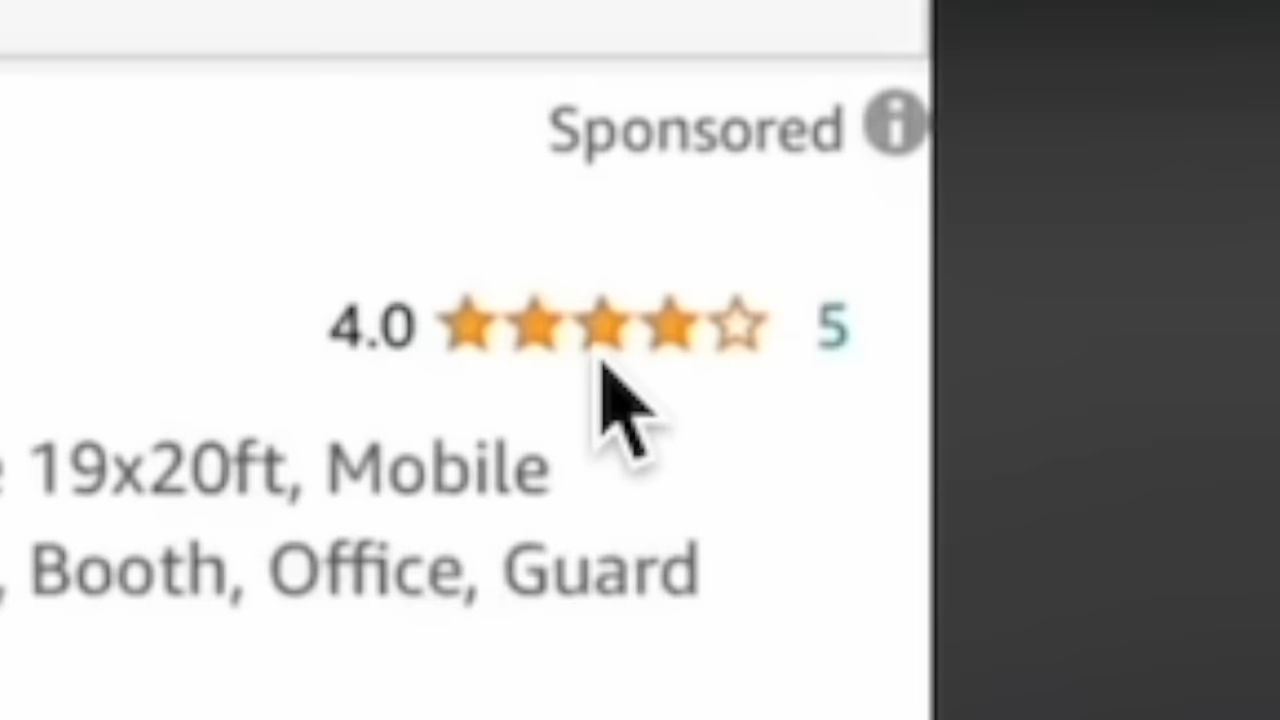 Sponsored
4.0 5
19x20ft, Mobile
, Booth, Office, Guard